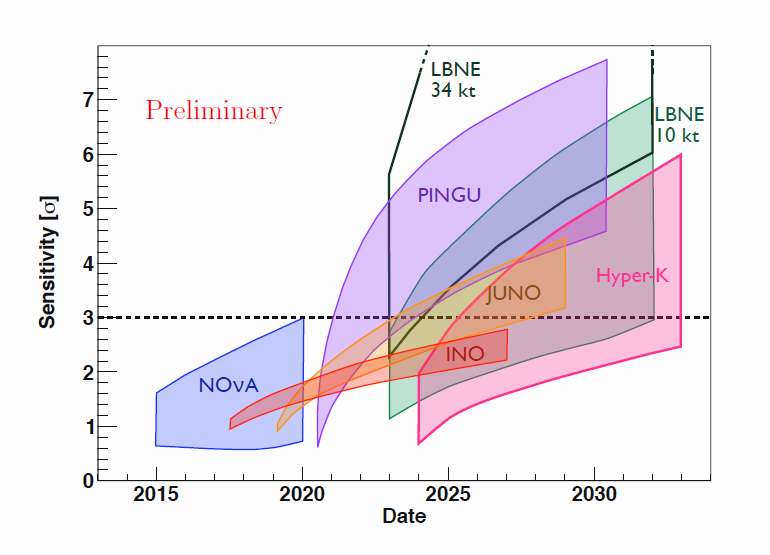 LBNE
34 kt
Preliminary
LBNE
10 kt
PINGU
Hyper-K
JUNO
INO
NOνA
Sensitivity [σ]
7
6
5
4
3
2
1
0
2015 2020 2025 2030
Date